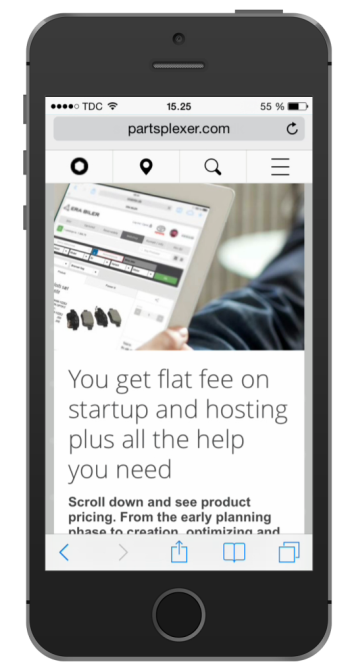 TDC 15.25 55 %
partsplexer.com
ERA BILER
You get flat fee on
startup and hosting
plus all the help
you need
Scroll down and see product
pricing. From the early planning
phase to creation, optimizing and